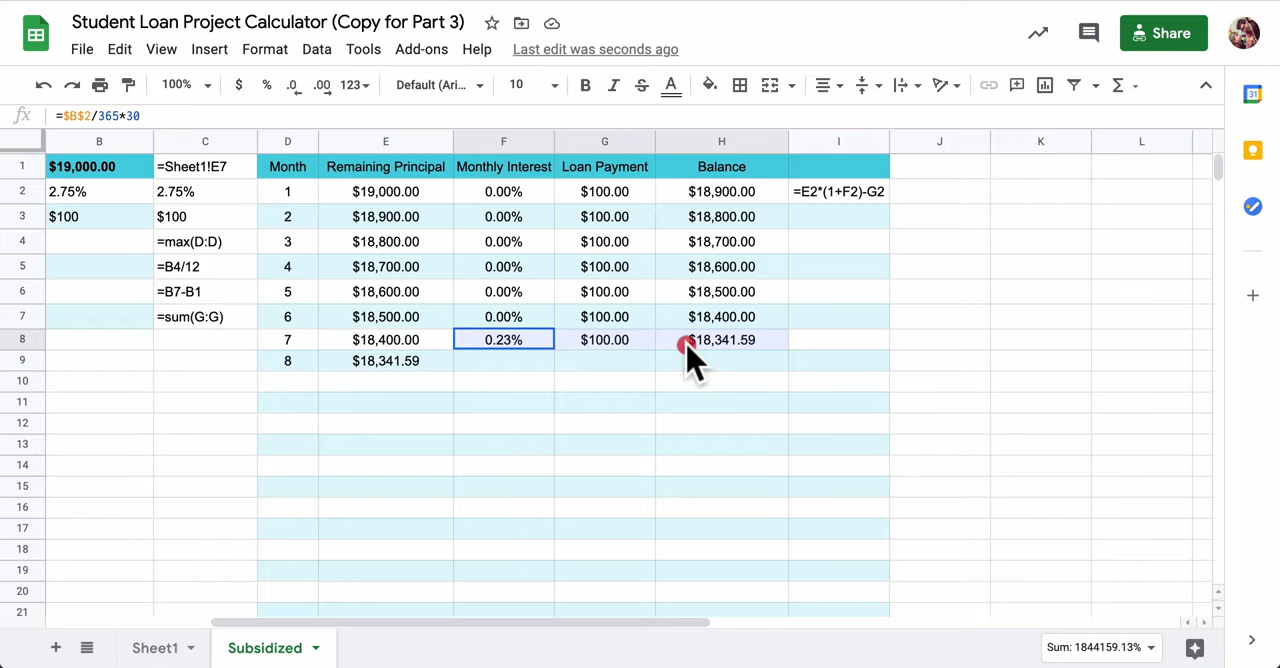 Student Loan Project Calculator (Copy for Part 3)
File Edit View Insert Format Data Tools Add-ons Help Last edit was seconds ago
Share
100% $ % .0 .00 123 Default (Ari... 10 B I S A Σ
fx =$B$2/365*30
B C D E F G H I J K L
1 $19,000.00 =Sheet1!E7 Month Remaining Principal Monthly Interest Loan Payment Balance
2 2.75% 2.75% 1 $19,000.00 0.00% $100.00 $18,900.00 =E2*(1+F2)-G2
3 $100 $100 2 $18,900.00 0.00% $100.00 $18,800.00
4 =max(D:D) 3 $18,800.00 0.00% $100.00 $18,700.00
5 =B4/12 4 $18,700.00 0.00% $100.00 $18,600.00
6 =B7-B1 5 $18,600.00 0.00% $100.00 $18,500.00
7 =sum(G:G) 6 $18,500.00 0.00% $100.00 $18,400.00
8 7 $18,400.00 0.23% $100.00 $18,341.59
9 8 $18,341.59
10
11
12
13
14
15
16
17
18
19
20
21
Sheet1 Subsidized Sum: 1844159.13%
31